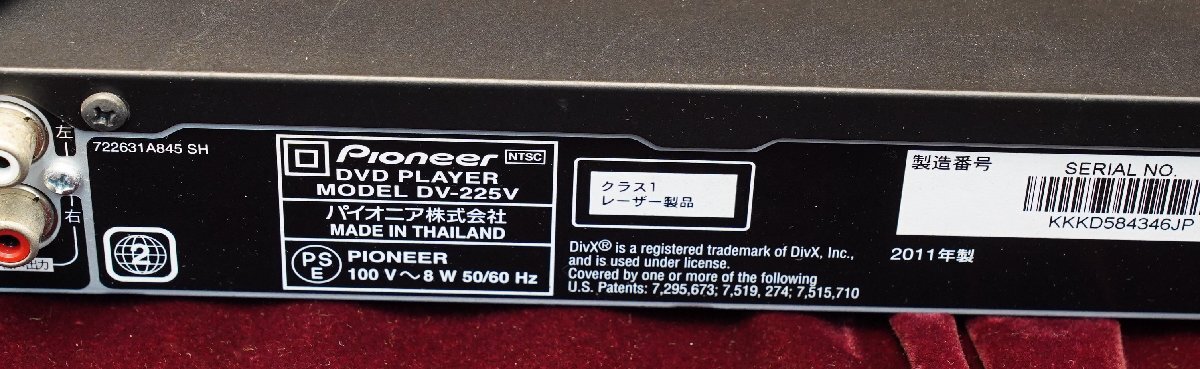 左
右
出力
722631A845 SH
2
Pioneer NTSC
DVD PLAYER
MODEL DV-225V
パイオニア株式会社
MADE IN THAILAND
PSE PIONEER
100 V～8 W 50/60 Hz
クラス1
レーザー製品
DivX® is a registered trademark of DivX, Inc.,
and is used under license.
Covered by one or more of the following
U.S. Patents: 7,295,673; 7,519, 274; 7,515,710
製造番号
SERIAL NO.
KKKD584346JP
2011年製